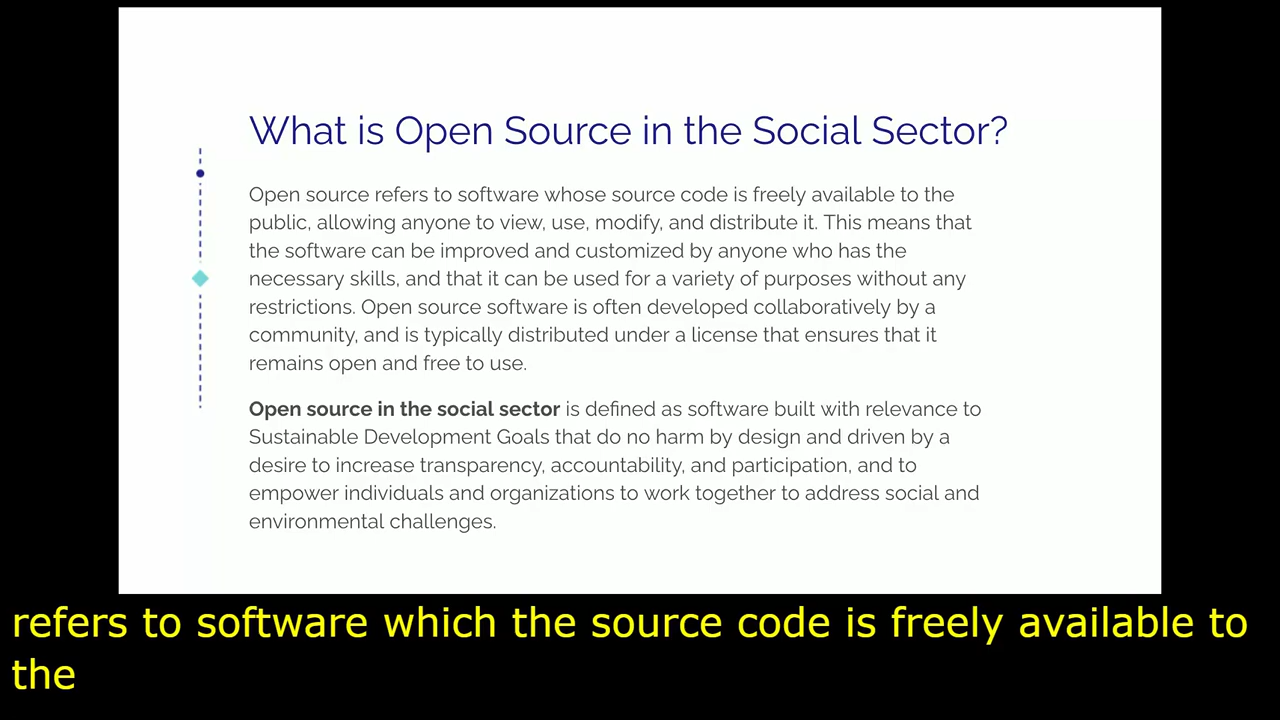 What is Open Source in the Social Sector?
Open source refers to software whose source code is freely available to the
public, allowing anyone to view, use, modify, and distribute it. This means that
the software can be improved and customized by anyone who has the
necessary skills, and that it can be used for a variety of purposes without any
restrictions. Open source software is often developed collaboratively by a
community, and is typically distributed under a license that ensures that it
remains open and free to use.
Open source in the social sector is defined as software built with relevance to
Sustainable Development Goals that do no harm by design and driven by a
desire to increase transparency, accountability, and participation, and to
empower individuals and organizations to work together to address social and
environmental challenges.
refers to software which the source code is freely available to
the